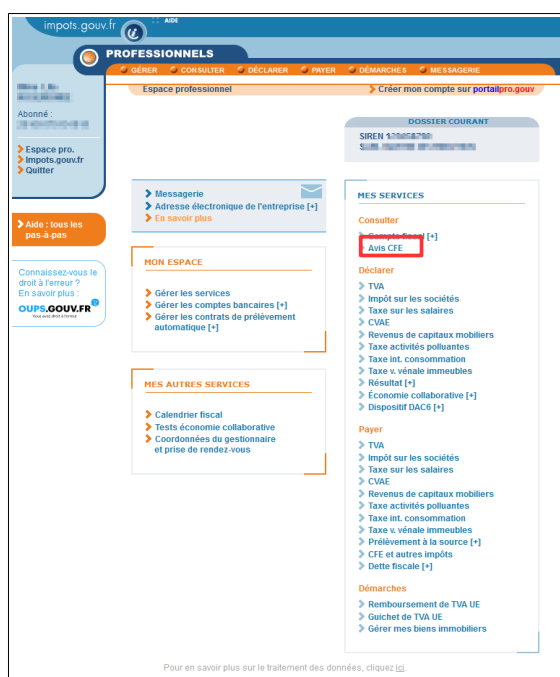 impots.gouv.fr
AIDE
PROFESSIONNELS
GÉRER CONSULTER DÉCLARER PAYER DÉMARCHES MESSAGERIE
Espace professionnel
Créer mon compte sur portailpro.gouv
Abonné :
Espace pro.
Impots.gouv.fr
Quitter
Aide : tous les
pas-à-pas
Connaissez-vous le
droit à l'erreur ?
En savoir plus :
OUPS.GOUV.FR
Vous avez droit à l'erreur
DOSSIER COURANT
SIREN
Messagerie
Adresse électronique de l'entreprise [+]
En savoir plus
MON ESPACE
Gérer les services
Gérer les comptes bancaires [+]
Gérer les contrats de prélèvement
automatique [+]
MES AUTRES SERVICES
Calendrier fiscal
Tests économie collaborative
Coordonnées du gestionnaire
et prise de rendez-vous
MES SERVICES
Consulter
Compte fiscal [+]
Avis CFE
Déclarer
TVA
Impôt sur les sociétés
Taxe sur les salaires
CVAE
Revenus de capitaux mobiliers
Taxe activités polluantes
Taxe int. consommation
Taxe v. vénale immeubles
Résultat [+]
Économie collaborative [+]
Dispositif DAC6 [+]
Payer
TVA
Impôt sur les sociétés
Taxe sur les salaires
CVAE
Revenus de capitaux mobiliers
Taxe activités polluantes
Taxe int. consommation
Taxe v. vénale immeubles
Prélèvement à la source [+]
CFE et autres impôts
Dette fiscale [+]
Démarches
Remboursement de TVA UE
Guichet de TVA UE
Gérer mes biens immobiliers
Pour en savoir plus sur le traitement des données, cliquez ici.